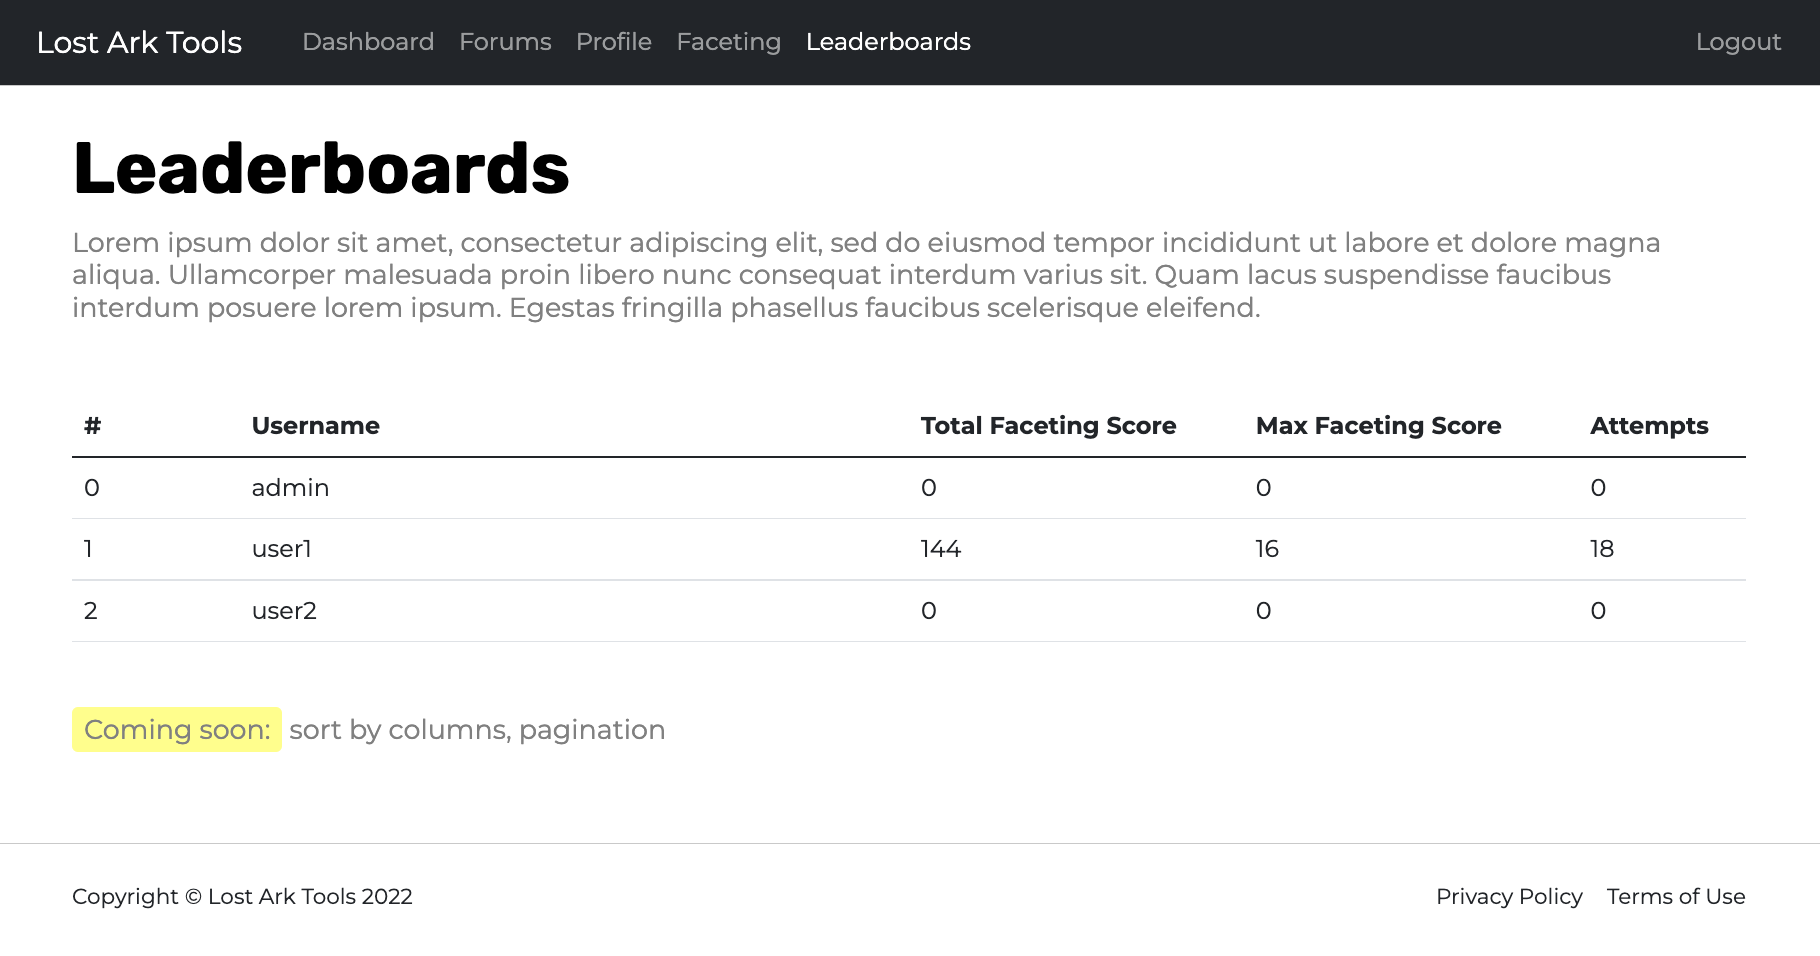 Lost Ark Tools Dashboard Forums Profile Faceting Leaderboards Logout
Leaderboards
Lorem ipsum dolor sit amet, consectetur adipiscing elit, sed do eiusmod tempor incididunt ut labore et dolore magna
aliqua. Ullamcorper malesuada proin libero nunc consequat interdum varius sit. Quam lacus suspendisse faucibus
interdum posuere lorem ipsum. Egestas fringilla phasellus faucibus scelerisque eleifend.
# Username Total Faceting Score Max Faceting Score Attempts
0 admin 0 0 0
1 user1 144 16 18
2 user2 0 0 0
Coming soon: sort by columns, pagination
Copyright © Lost Ark Tools 2022 Privacy Policy Terms of Use